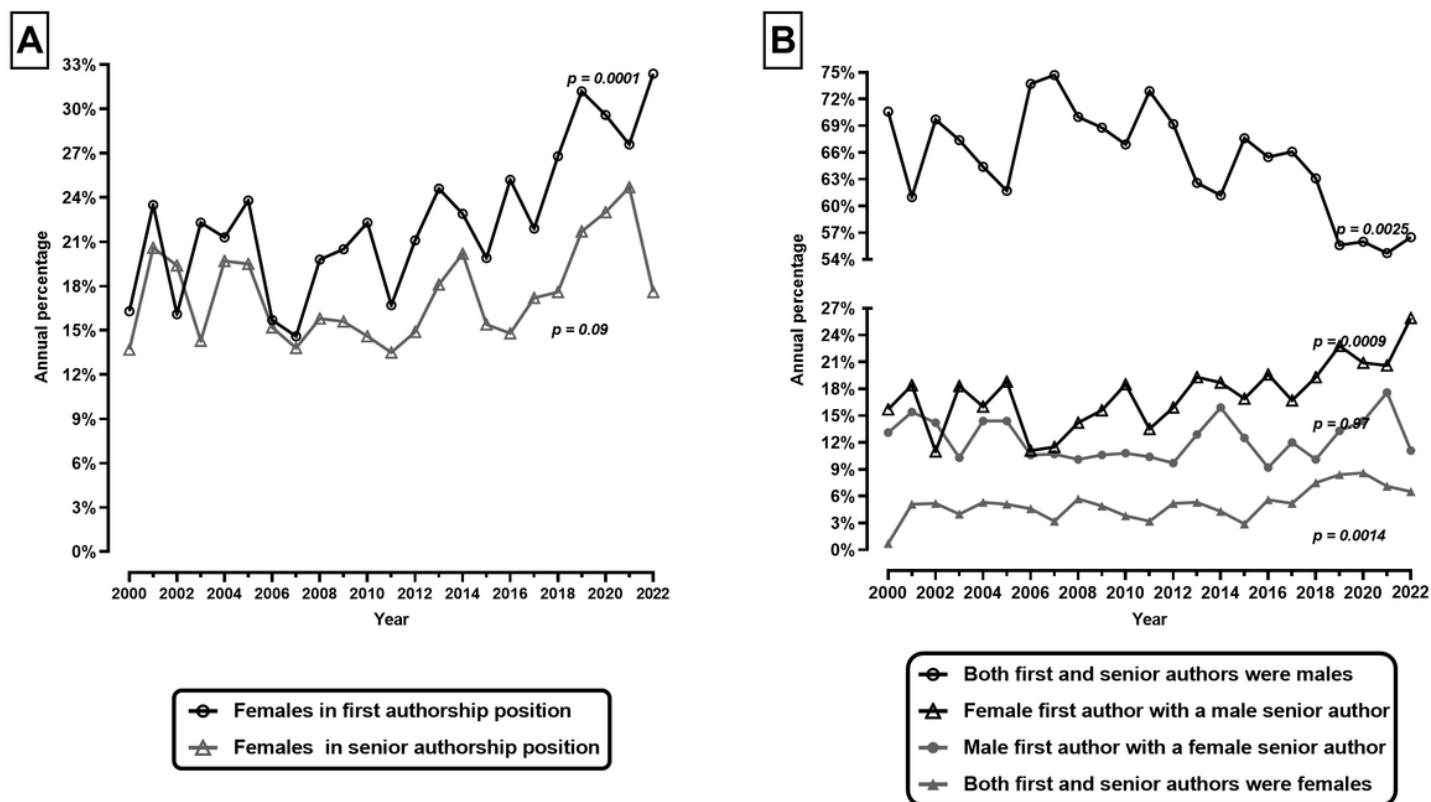 A
33%
30%
27%
24%
21%
18%
15%
12%
9%
6%
3%
0%
Annual percentage
p = 0.0001
p = 0.09
2000 2002 2004 2006 2008 2010 2012 2014 2016 2018 2020 2022
Year
Females in first authorship position
Females in senior authorship position
B
75%
72%
69%
66%
63%
60%
57%
54%
27%
24%
21%
18%
15%
12%
9%
6%
3%
0%
Annual percentage
p = 0.0025
p = 0.0009
p = 0.97
p = 0.0014
2000 2002 2004 2006 2008 2010 2012 2014 2016 2018 2020 2022
Year
Both first and senior authors were males
Female first author with a male senior author
Male first author with a female senior author
Both first and senior authors were females